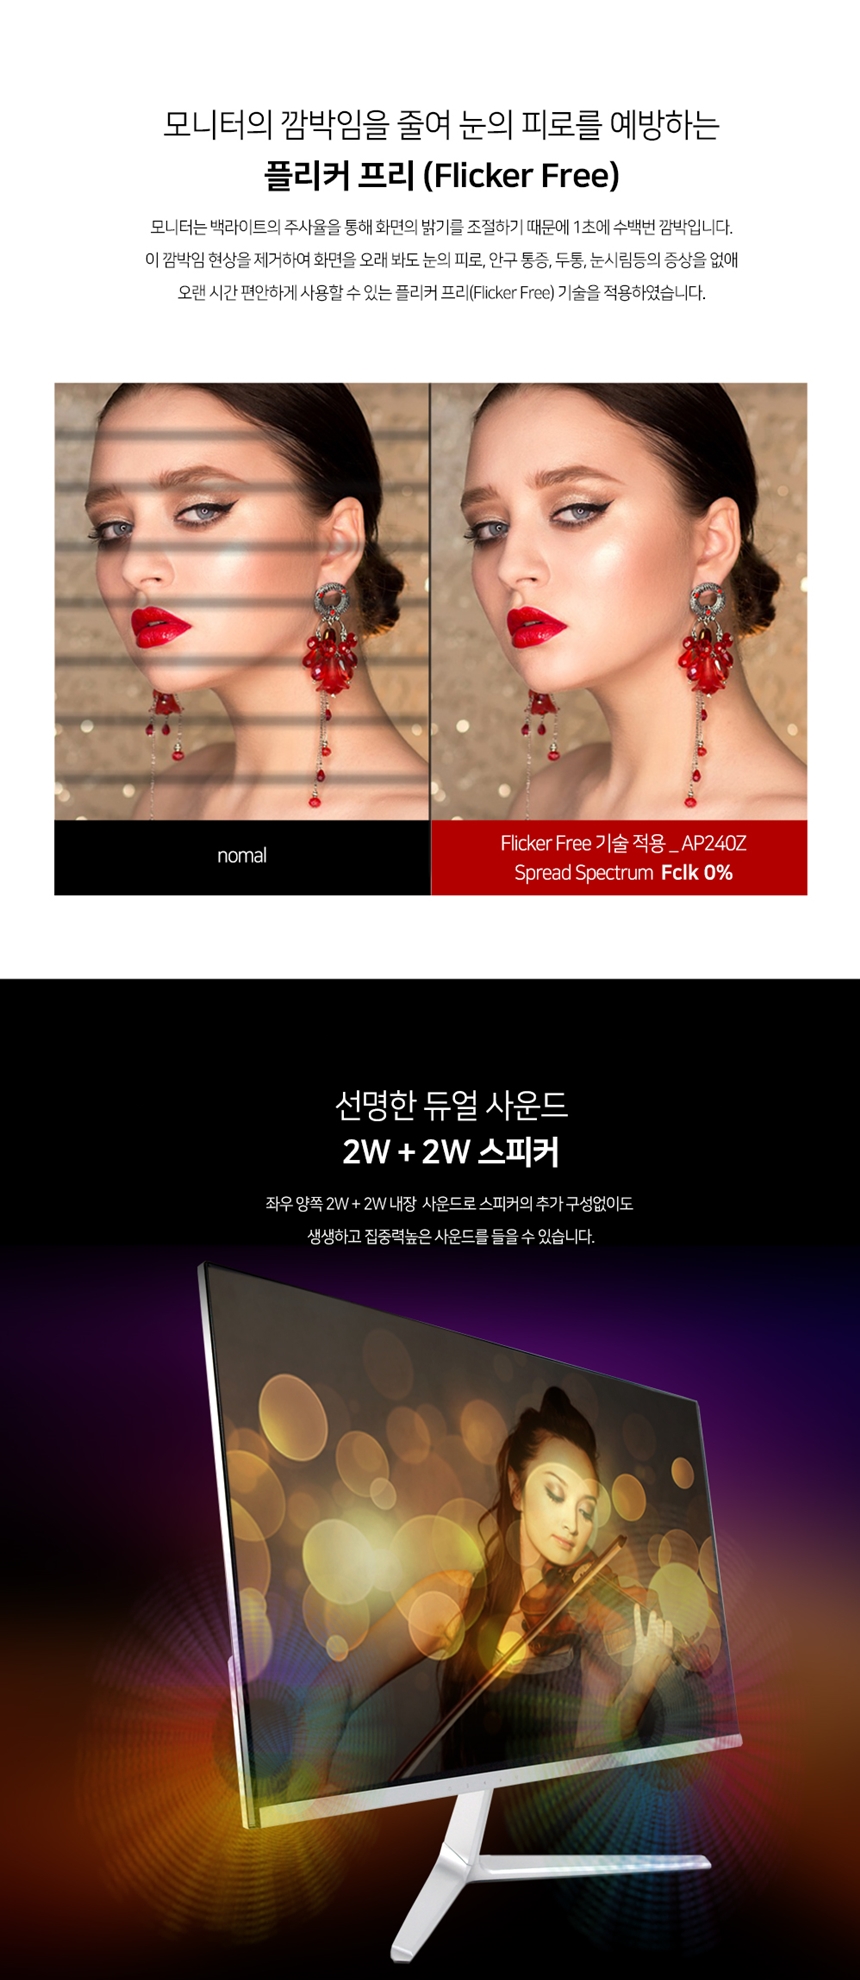 모니터의 깜박임을 줄여 눈의 피로를 예방하는
플리커 프리 (Flicker Free)
모니터는 백라이트의 주사율을 통해 화면의 밝기를 조절하기 때문에 1초에 수백번 깜박입니다.
이 깜박임 현상을 제거하여 화면을 오래 봐도 눈의 피로, 안구 통증, 두통, 눈시림등의 증상을 없애
오랜 시간 편안하게 사용할 수 있는 플리커 프리(Flicker Free) 기술을 적용하였습니다.
nomal
Flicker Free 기술 적용 _ AP240Z
Spread Spectrum Fclk 0%
선명한 듀얼 사운드
2W + 2W 스피커
좌우 양쪽 2W + 2W 내장 사운드로 스피커의 추가 구성없이도
생생하고 집중력높은 사운드를 들을 수 있습니다.